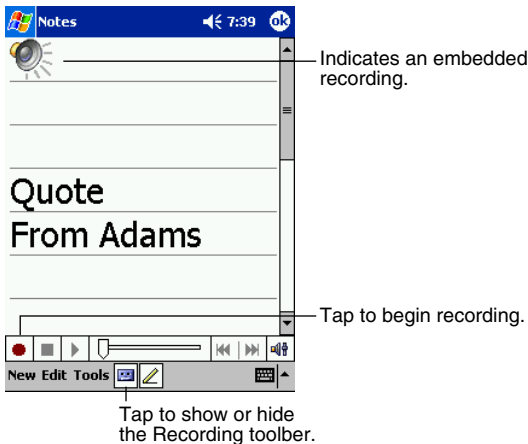 Notes 7:39 ok
Indicates an embedded
recording.
Quote
From Adams
Tap to begin recording.
New Edit Tools
Tap to show or hide
the Recording toolber.